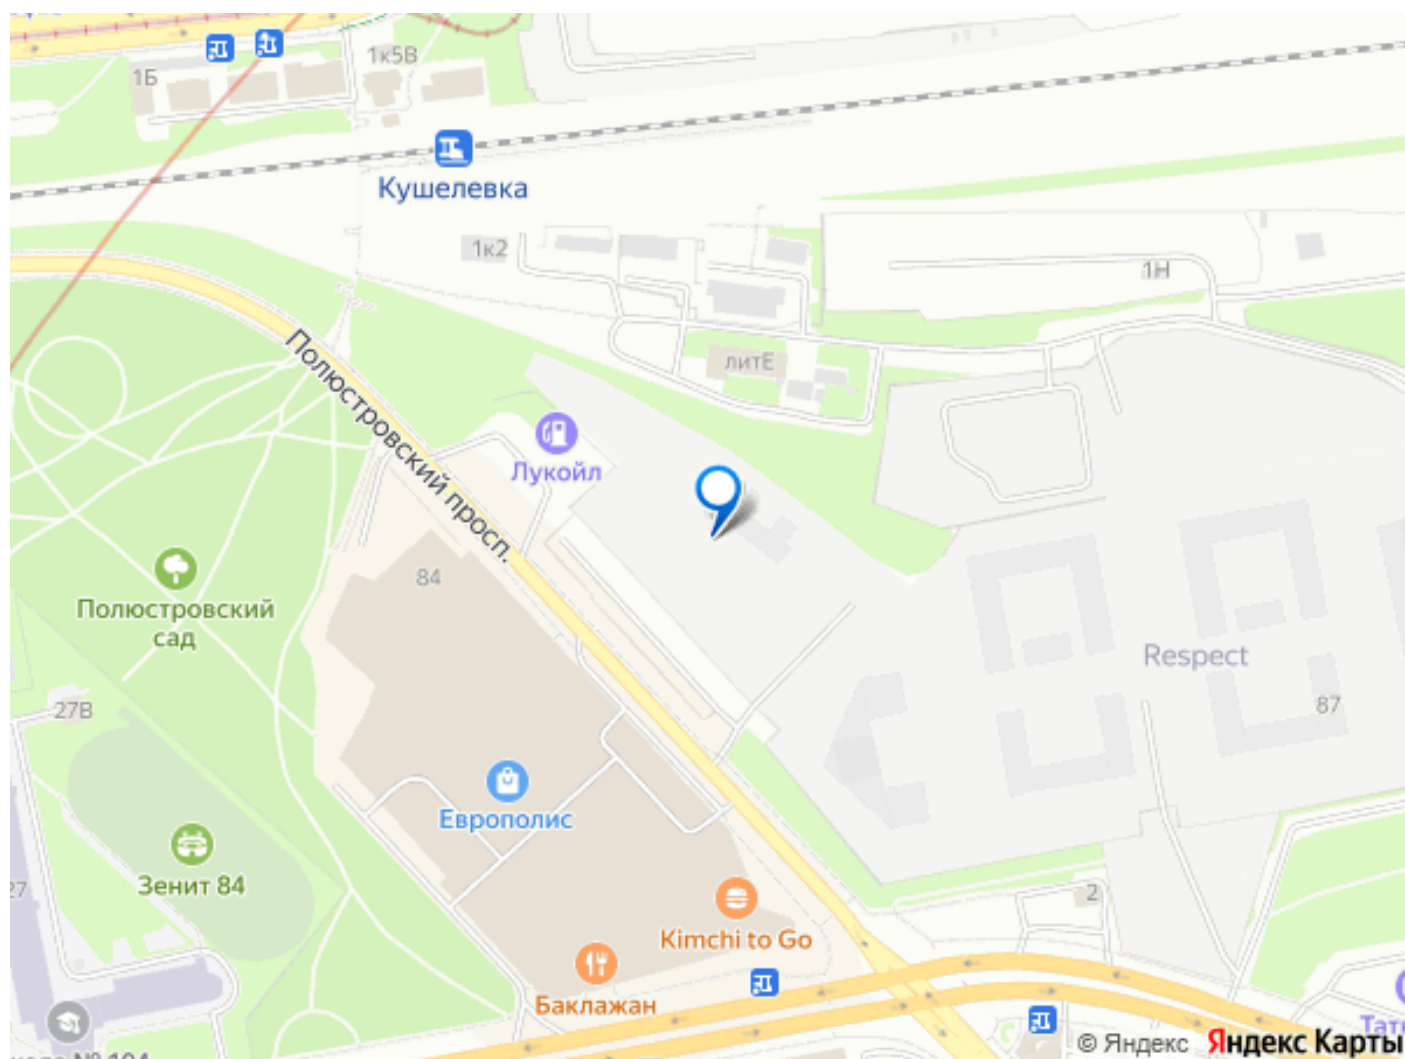 1Б
1к5В
Кушелевка
1к2
1Н
литЕ
Полюстровский просп.
Лукойл
84
Полюстровский
сад
Respect
87
27В
Европолис
Зенит 84
27
2
Kimchi to Go
Баклажан
© Яндекс Яндекс Карты